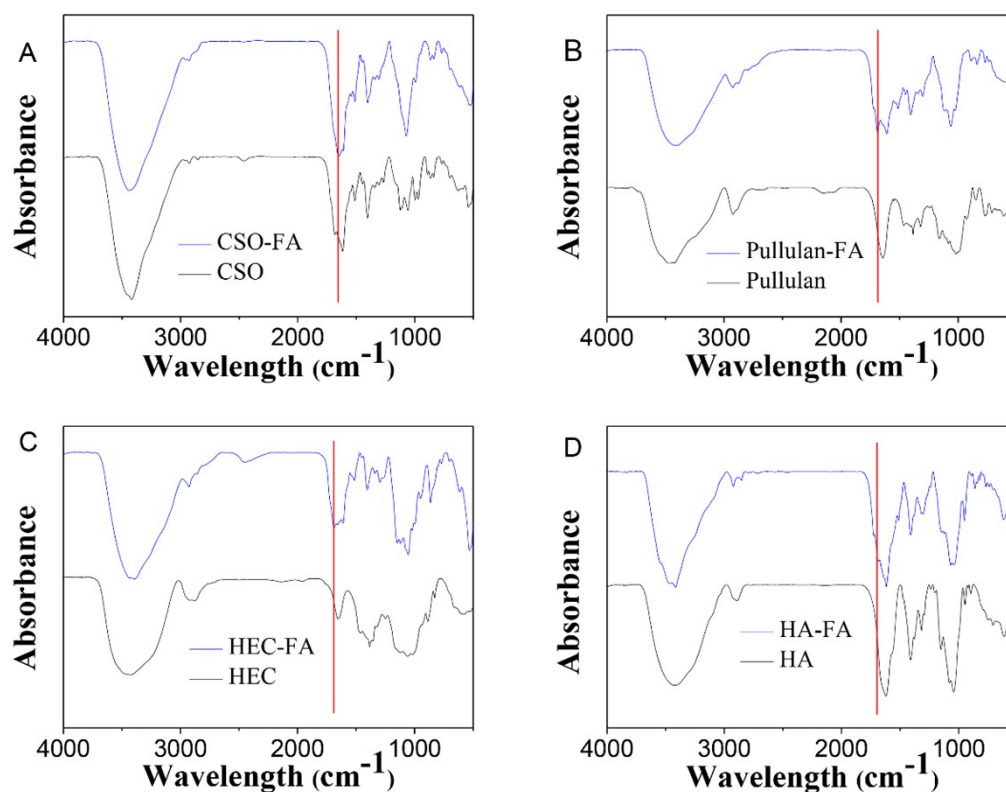 A
Absorbance
CSO-FA
CSO
4000 3000 2000 1000
Wavelength (cm⁻¹)
B
Absorbance
Pullulan-FA
Pullulan
4000 3000 2000 1000
Wavelength (cm⁻¹)
C
Absorbance
HEC-FA
HEC
4000 3000 2000 1000
Wavelength (cm⁻¹)
D
Absorbance
HA-FA
HA
4000 3000 2000 1000
Wavelength (cm⁻¹)